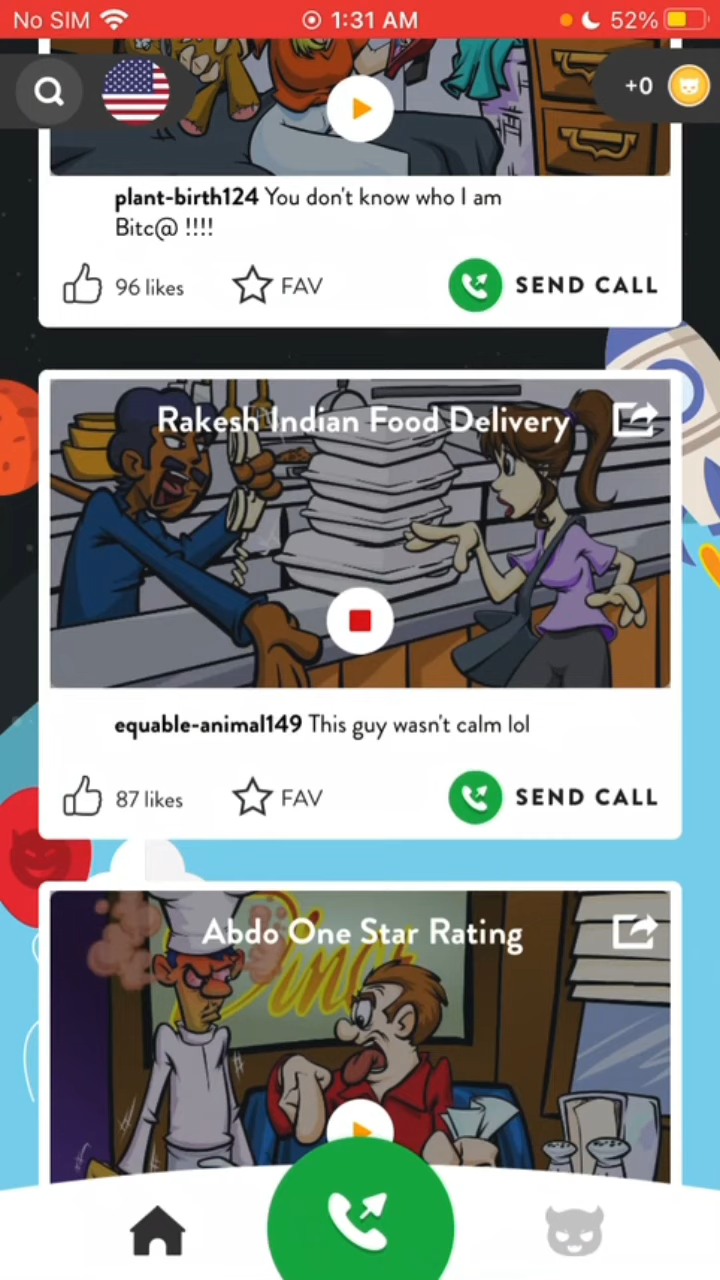 No SIM 1:31 AM 52%
+0
plant-birth124 You don't know who I am
Bitc@ !!!!
96 likes FAV SEND CALL
Rakesh Indian Food Delivery
equable-animal149 This guy wasn't calm lol
87 likes FAV SEND CALL
Abdo One Star Rating
Diner